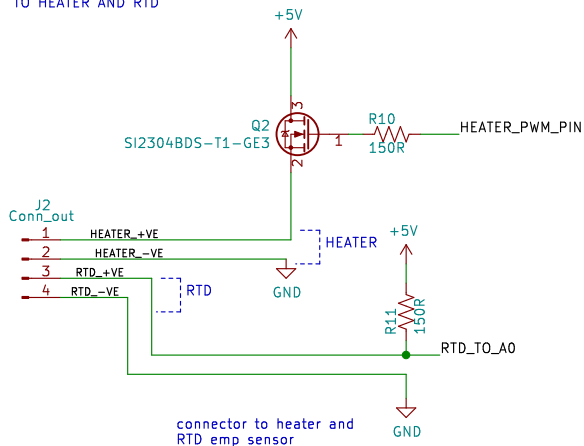 TO HEATER AND RTD
+5V
3
Q2
SI2304BDS-T1-GE3
1
2
R10
150R
HEATER_PWM_PIN
J2
Conn_out
1 HEATER_+VE
2 HEATER_-VE
3 RTD_+VE
4 RTD_-VE
HEATER
RTD
GND
+5V
R11
150R
RTD_TO_A0
GND
connector to heater and
RTD emp sensor